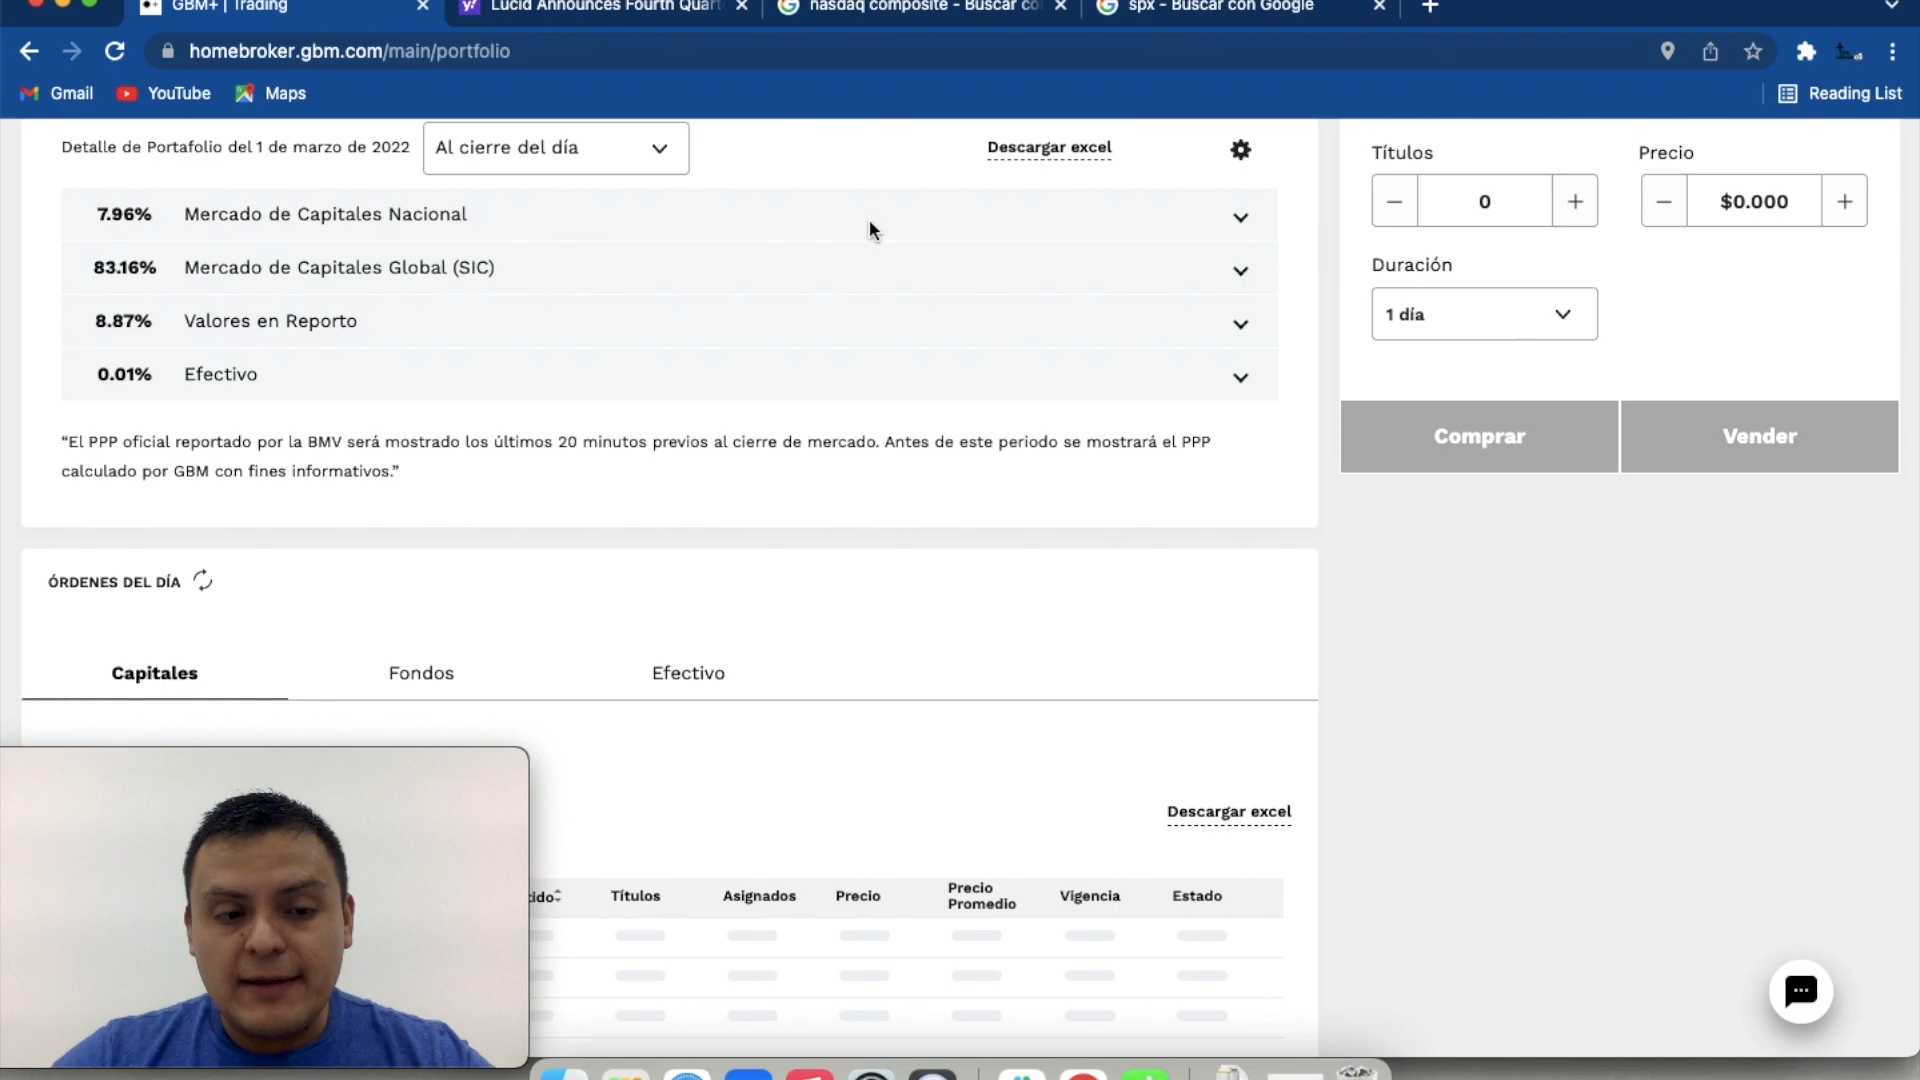 GBM+ | Trading
Lucid Announces Fourth Quart
nasdaq composite - Buscar co
spx - Buscar con Google
homebroker.gbm.com/main/portfolio
Gmail
YouTube
Maps
Reading List
Detalle de Portafolio del 1 de marzo de 2022
Al cierre del día
Descargar excel
7.96% Mercado de Capitales Nacional
83.16% Mercado de Capitales Global (SIC)
8.87% Valores en Reporto
0.01% Efectivo
“El PPP oficial reportado por la BMV será mostrado los últimos 20 minutos previos al cierre de mercado. Antes de este periodo se mostrará el PPP
calculado por GBM con fines informativos.”
Títulos
Precio
0
$0.000
Duración
1 día
Comprar
Vender
ÓRDENES DEL DÍA
Capitales
Fondos
Efectivo
Descargar excel
Títulos
Asignados
Precio
Precio
Promedio
Vigencia
Estado